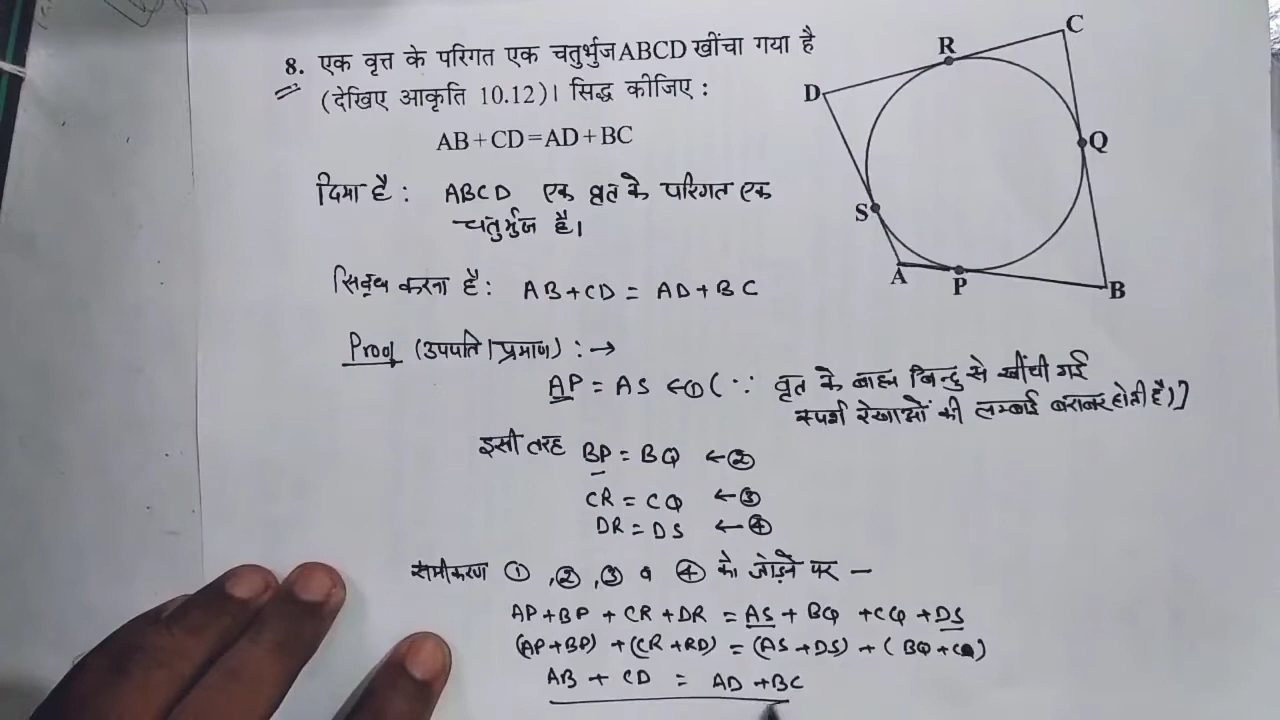 8. एक वृत्त के परिगत एक चतुर्भुज ABCD खींचा गया है
(देखिए आकृति 10.12)। सिद्ध कीजिए :
AB+CD=AD+BC
दिया है : ABCD एक वृत के परिगत एक
चतुर्भुज है।
सिद्ध करना है : AB+CD = AD+BC
Proof (उपपति/प्रमाण) : →
AP = AS ←① (∵ वृत के बाह्य बिन्दु से खींची गई
स्पर्श रेखाओं की लम्बाई बराबर होती है)]
इसी तरह BP = BQ ←②
CR = CQ ←③
DR = DS ←④
समीकरण ① ,② ,③ व ④ को जोड़ने पर —
AP+BP + CR+DR = AS + BQ +CQ +DS
(AP+BP) +(CR+RD) = (AS+DS) + (BQ+CQ)
AB + CD = AD +BC
D
R
C
Q
S
A
P
B